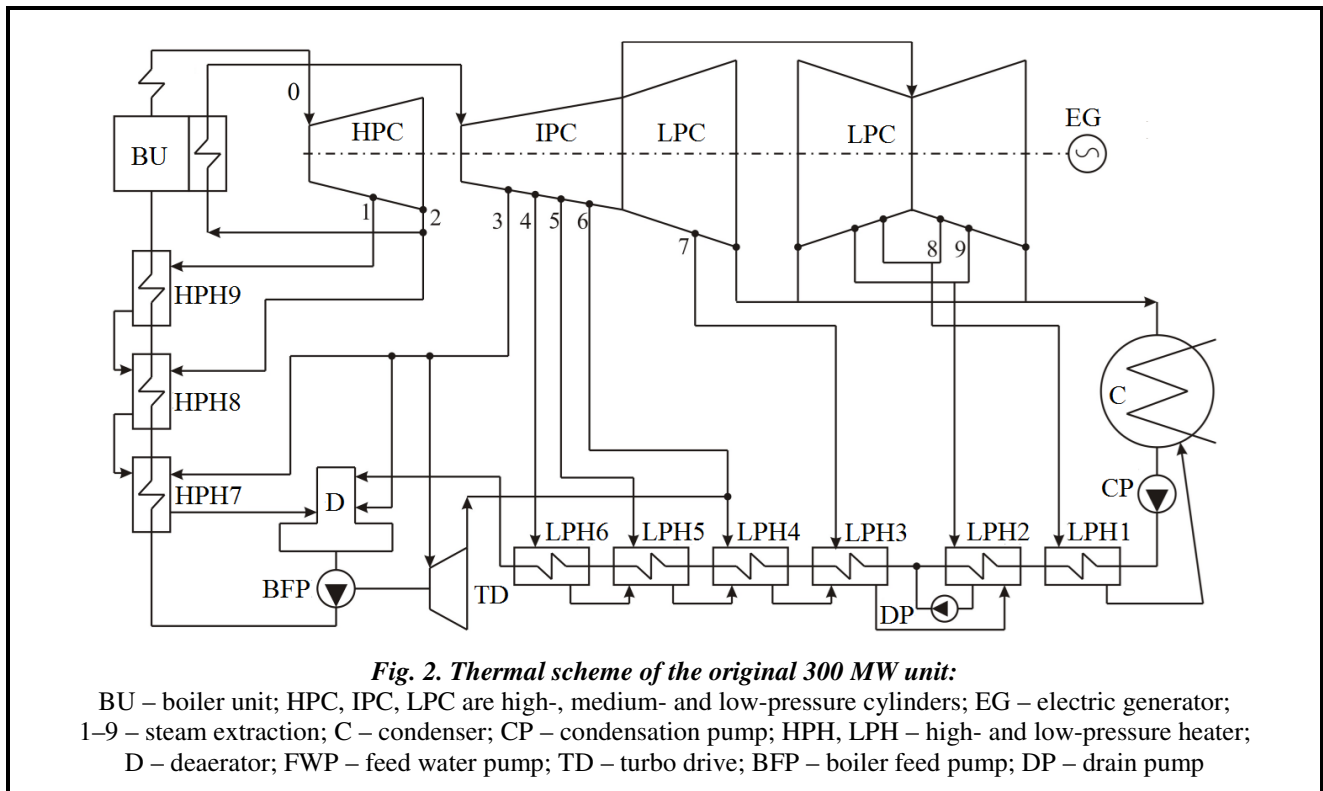 EG
0
HPC
IPC
LPC
LPC
BU
1
2
3
4
5
6
7
8
9
HPH9
HPH8
C
HPH7
D
CP
LPH6
LPH5
LPH4
LPH3
LPH2
LPH1
BFP
TD
DP
Fig. 2. Thermal scheme of the original 300 MW unit:
BU – boiler unit; HPC, IPC, LPC are high-, medium- and low-pressure cylinders; EG – electric generator;
1–9 – steam extraction; C – condenser; CP – condensation pump; HPH, LPH – high- and low-pressure heater;
D – deaerator; FWP – feed water pump; TD – turbo drive; BFP – boiler feed pump; DP – drain pump